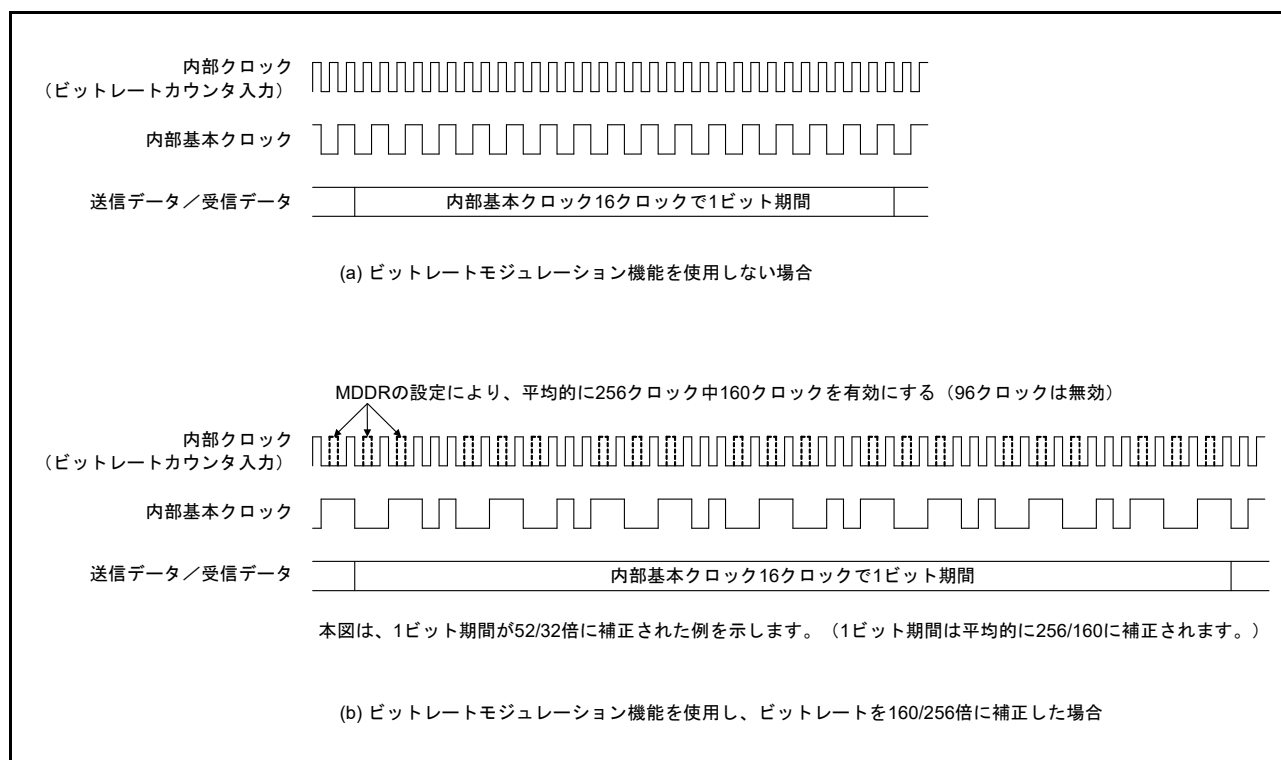 内部クロック
（ビットレートカウンタ入力）
内部基本クロック
送信データ／受信データ
内部基本クロック16クロックで1ビット期間
(a) ビットレートモジュレーション機能を使用しない場合
MDDRの設定により、平均的に256クロック中160クロックを有効にする（96クロックは無効）
内部クロック
（ビットレートカウンタ入力）
内部基本クロック
送信データ／受信データ
内部基本クロック16クロックで1ビット期間
本図は、1ビット期間が52/32倍に補正された例を示します。（1ビット期間は平均的に256/160に補正されます。）
(b) ビットレートモジュレーション機能を使用し、ビットレートを160/256倍に補正した場合